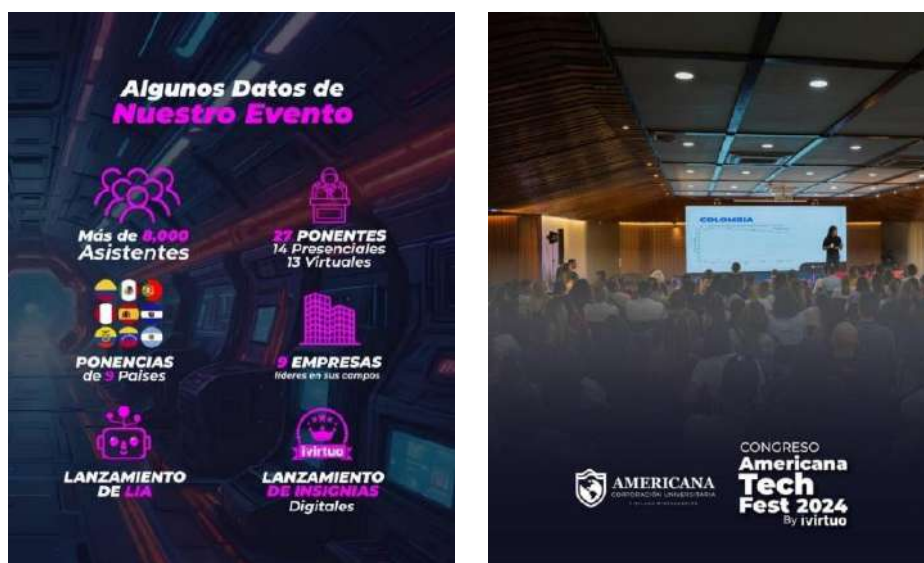 Algunos Datos de
Nuestro Evento
Más de 8,000
Asistentes
27 PONENTES
14 Presenciales
13 Virtuales
PONENCIAS
de 9 Países
9 EMPRESAS
líderes en sus campos
LANZAMIENTO
DE LIA
Ivirtuo
LANZAMIENTO
DE INSIGNIAS
Digitales
COLOMBIA
AMERICANA
CORPORACIÓN UNIVERSITARIA
CONGRESO
Americana
Tech
Fest 2024
By Ivirtuo